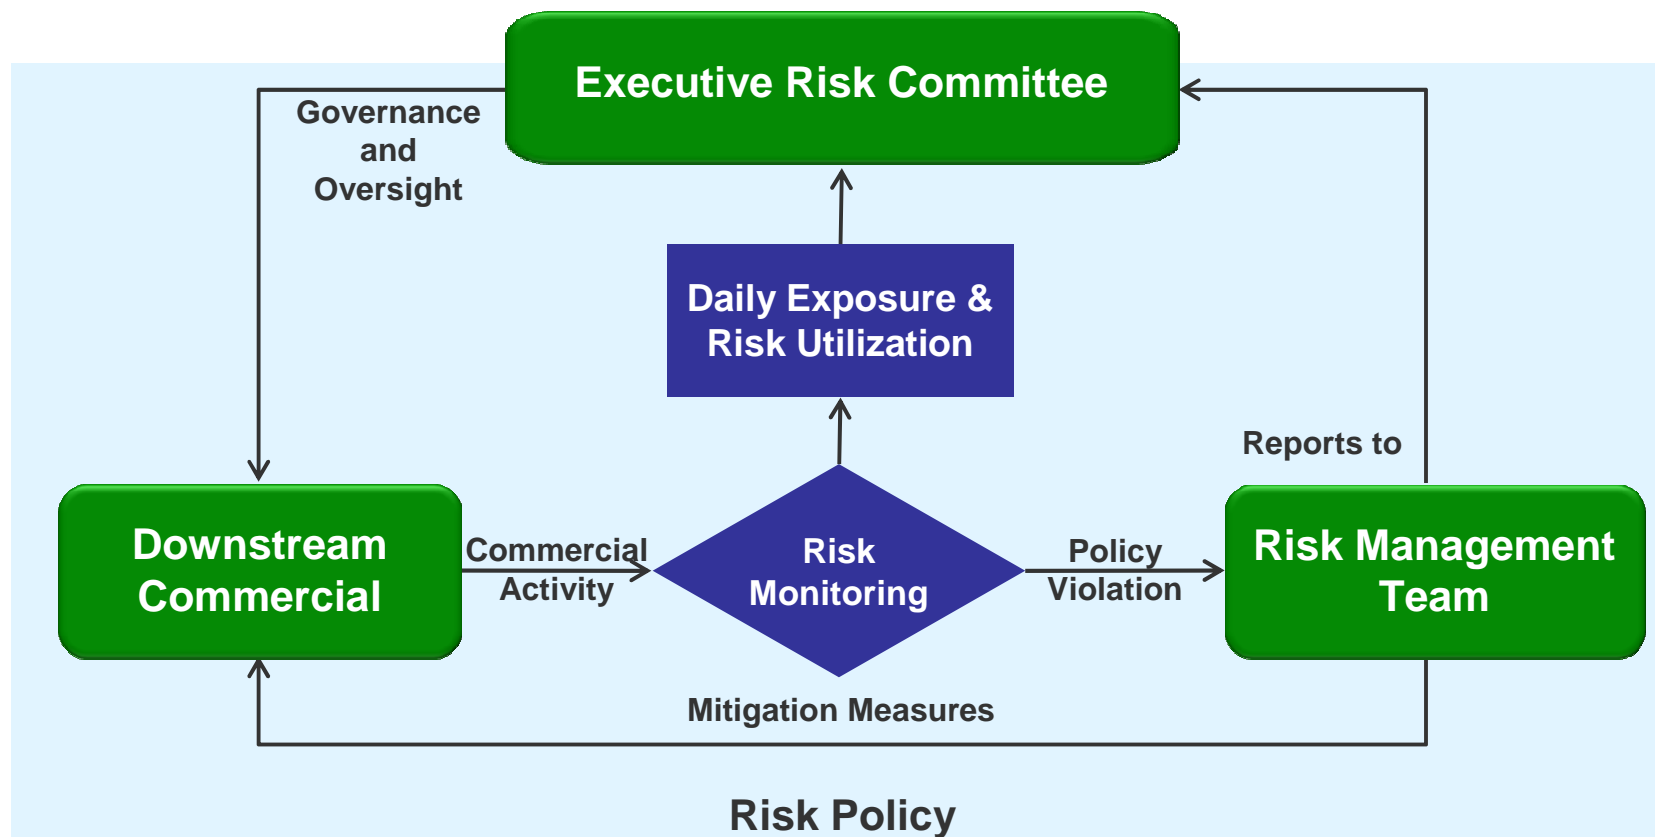 Executive Risk Committee
Governance
and
Oversight
Daily Exposure &
Risk Utilization
Reports to
Downstream
Commercial
Commercial
Activity
Risk
Monitoring
Policy
Violation
Risk Management
Team
Mitigation Measures
Risk Policy